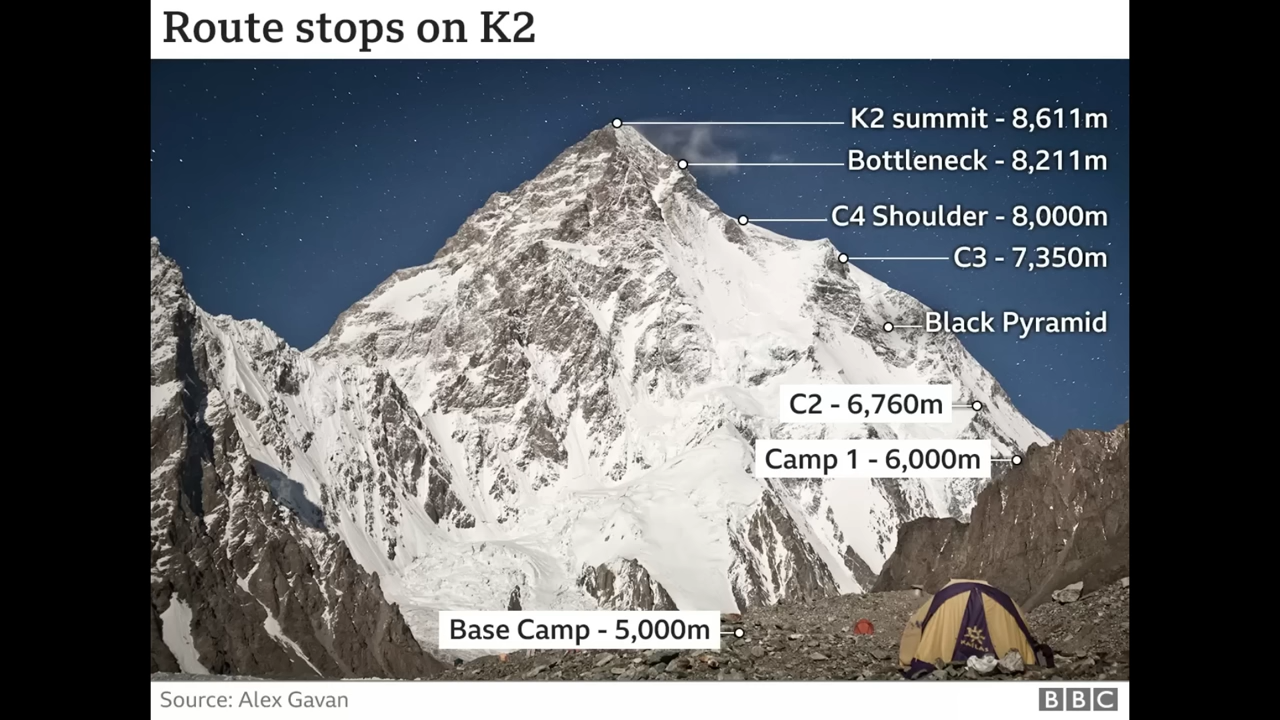 Route stops on K2
K2 summit - 8,611m
Bottleneck - 8,211m
C4 Shoulder - 8,000m
C3 - 7,350m
Black Pyramid
C2 - 6,760m
Camp 1 - 6,000m
Base Camp - 5,000m
KAILAS
Source: Alex Gavan
BBC